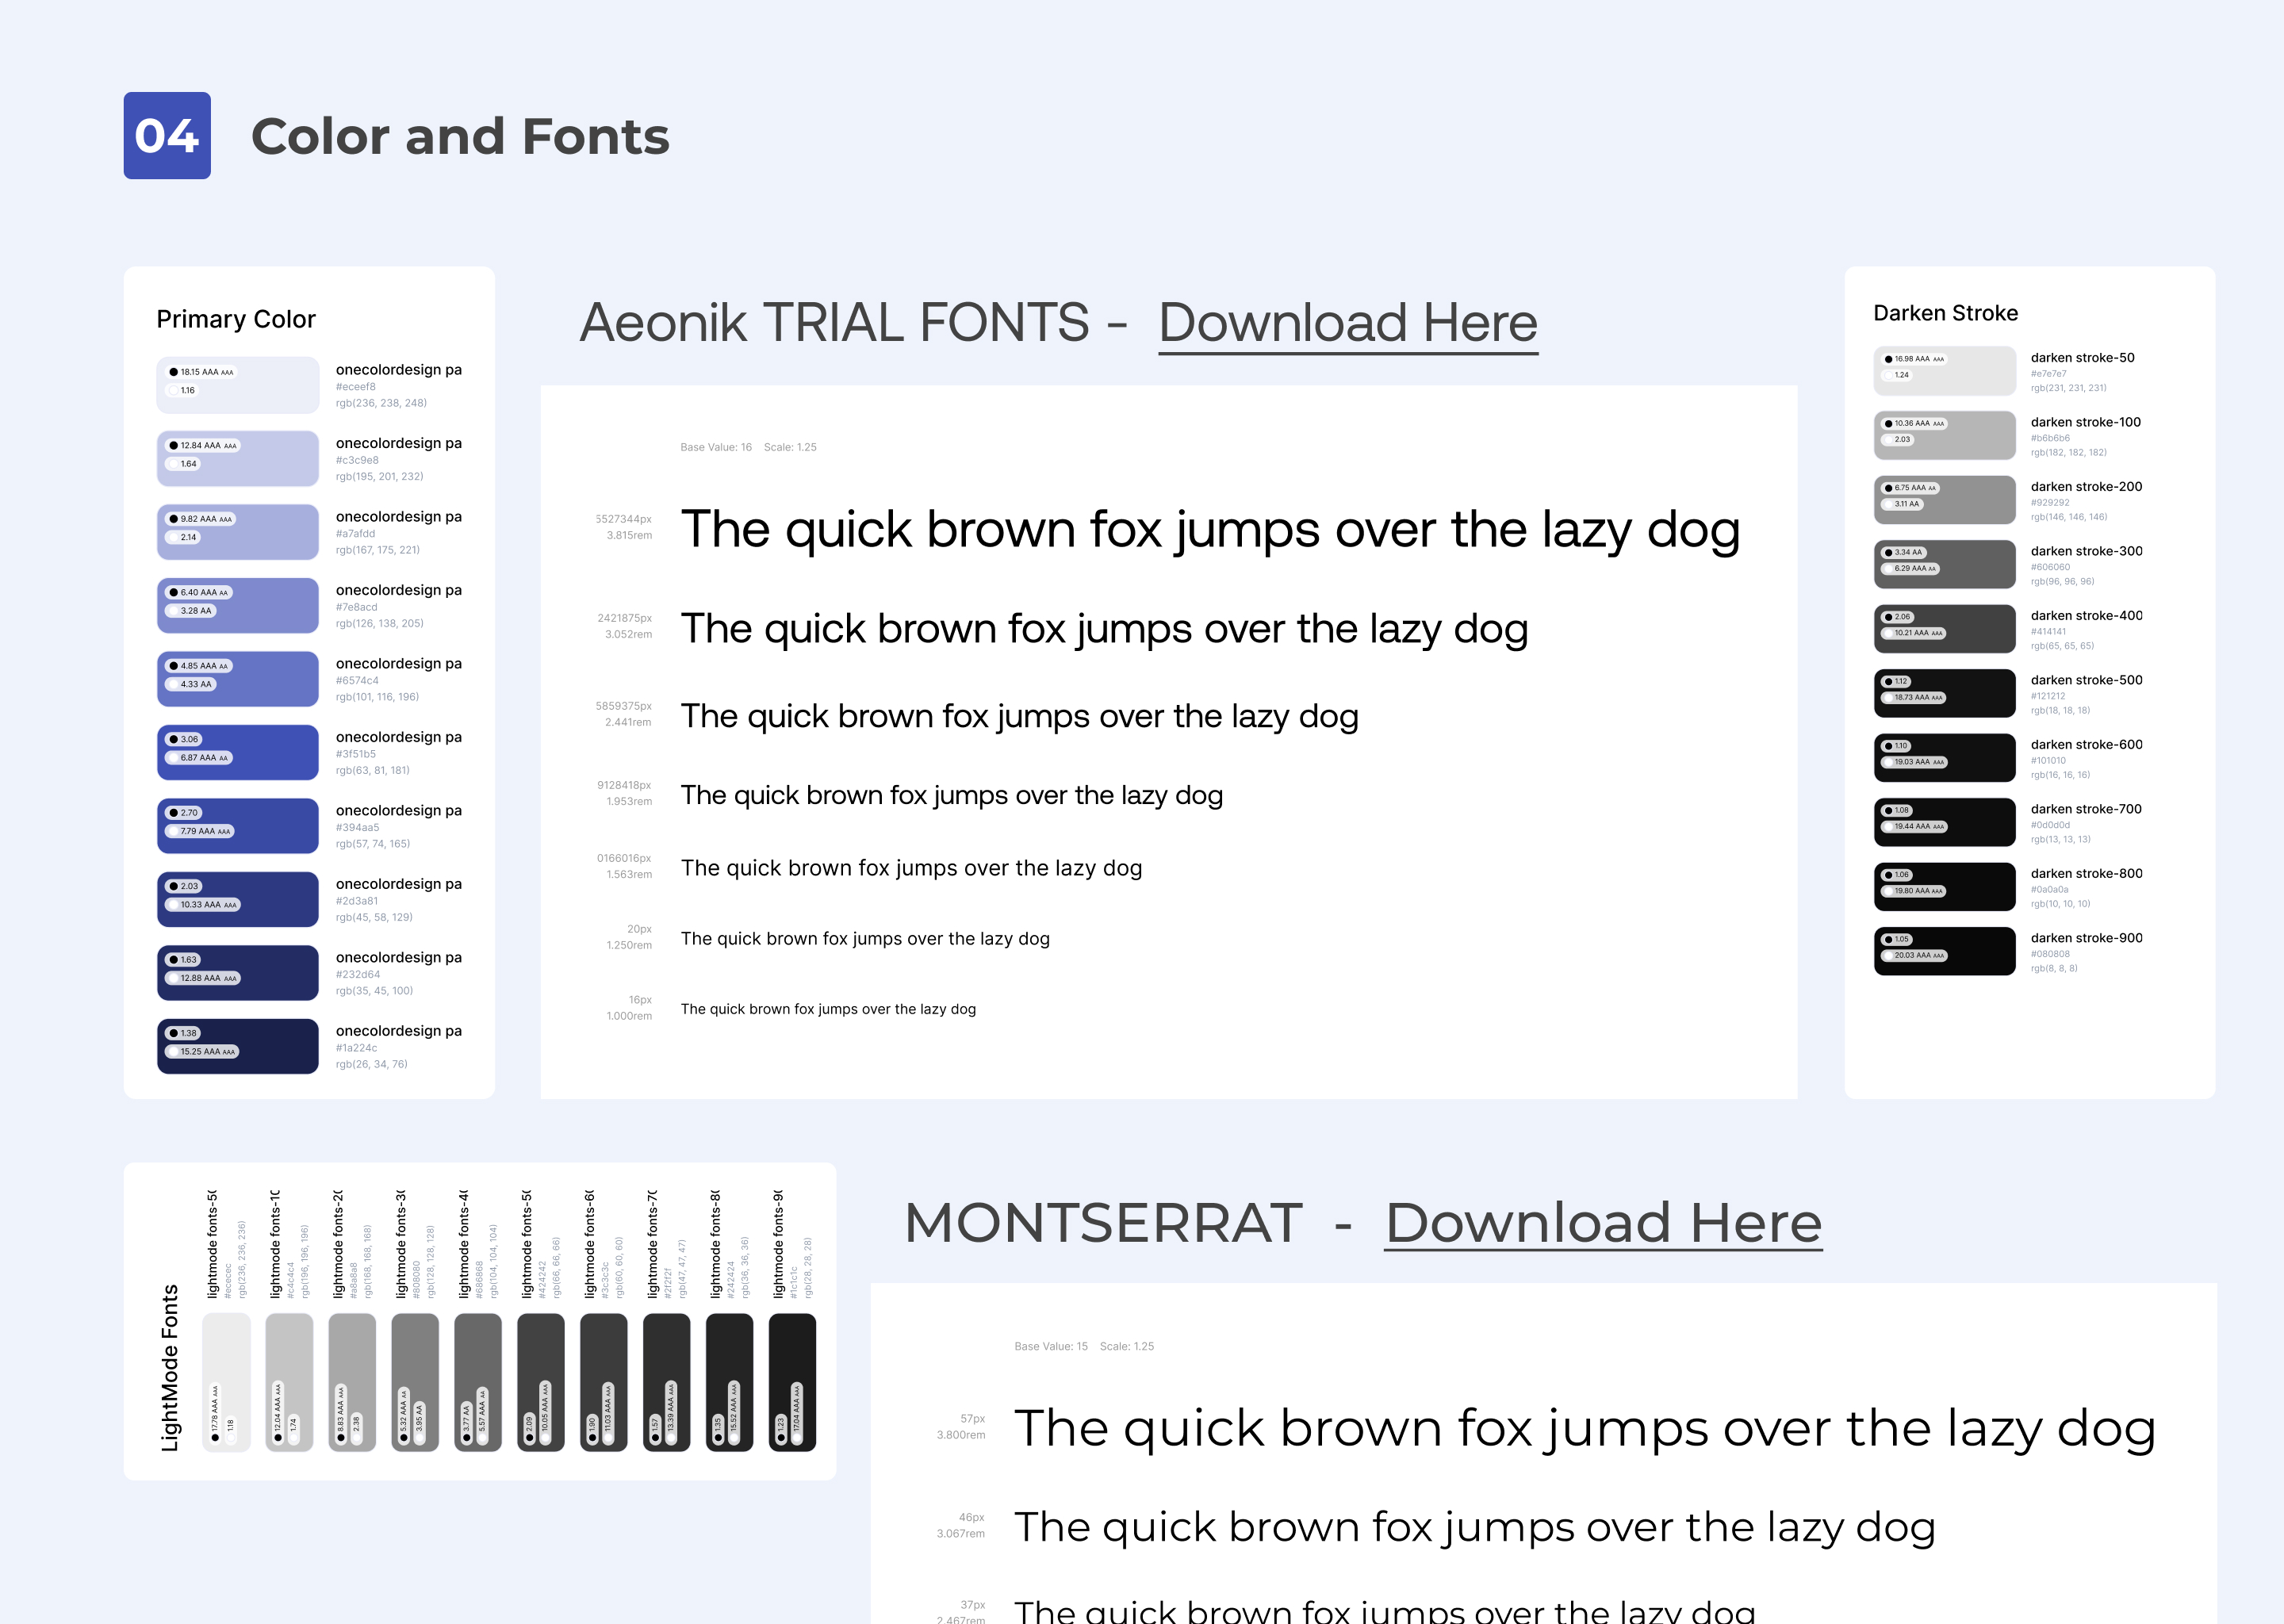 04
Color and Fonts
Primary Color
18.15 AAA AAA
1.16
onecolordesign pa
#eceef8
rgb(236, 238, 248)
12.84 AAA AAA
1.64
onecolordesign pa
#c3c9e8
rgb(195, 201, 232)
9.82 AAA AAA
2.14
onecolordesign pa
#a7afdd
rgb(167, 175, 221)
6.40 AAA AA
3.28 AA
onecolordesign pa
#7e8acd
rgb(126, 138, 205)
4.85 AAA AA
4.33 AA
onecolordesign pa
#6574c4
rgb(101, 116, 196)
3.06
6.87 AAA AA
onecolordesign pa
#3f51b5
rgb(63, 81, 181)
2.70
7.79 AAA AAA
onecolordesign pa
#394aa5
rgb(57, 74, 165)
2.03
10.33 AAA AAA
onecolordesign pa
#2d3a81
rgb(45, 58, 129)
1.63
12.88 AAA AAA
onecolordesign pa
#232d64
rgb(35, 45, 100)
1.38
15.25 AAA AAA
onecolordesign pa
#1a224c
rgb(26, 34, 76)
Aeonik TRIAL FONTS - Download Here
Base Value: 16 Scale: 1.25
5527344px
3.815rem
The quick brown fox jumps over the lazy dog
2421875px
3.052rem
The quick brown fox jumps over the lazy dog
5859375px
2.441rem
The quick brown fox jumps over the lazy dog
9128418px
1.953rem
The quick brown fox jumps over the lazy dog
0166016px
1.563rem
The quick brown fox jumps over the lazy dog
20px
1.250rem
The quick brown fox jumps over the lazy dog
16px
1.000rem
The quick brown fox jumps over the lazy dog
Darken Stroke
16.98 AAA AAA
1.24
darken stroke-50
#e7e7e7
rgb(231, 231, 231)
10.36 AAA AAA
2.03
darken stroke-100
#b6b6b6
rgb(182, 182, 182)
6.75 AAA AA
3.11 AA
darken stroke-200
#929292
rgb(146, 146, 146)
3.34 AA
6.29 AAA AA
darken stroke-300
#606060
rgb(96, 96, 96)
2.06
10.21 AAA AAA
darken stroke-400
#414141
rgb(65, 65, 65)
1.12
18.73 AAA AAA
darken stroke-500
#121212
rgb(18, 18, 18)
1.10
19.03 AAA AAA
darken stroke-600
#101010
rgb(16, 16, 16)
1.08
19.44 AAA AAA
darken stroke-700
#0d0d0d
rgb(13, 13, 13)
1.06
19.80 AAA AAA
darken stroke-800
#0a0a0a
rgb(10, 10, 10)
1.05
20.03 AAA AAA
darken stroke-900
#080808
rgb(8, 8, 8)
LightMode Fonts
17.78 AAA AAA
1.18
lightmode fonts-50
#ececec
rgb(236, 236, 236)
12.04 AAA AAA
1.74
lightmode fonts-10
#c4c4c4
rgb(196, 196, 196)
8.83 AAA AAA
2.38
lightmode fonts-20
#a8a8a8
rgb(168, 168, 168)
5.32 AAA AA
3.95 AA
lightmode fonts-30
#808080
rgb(128, 128, 128)
3.77 AA
5.57 AAA AA
lightmode fonts-40
#686868
rgb(104, 104, 104)
2.09
10.05 AAA AAA
lightmode fonts-50
#424242
rgb(66, 66, 66)
1.90
11.03 AAA AAA
lightmode fonts-60
#3c3c3c
rgb(60, 60, 60)
1.57
13.39 AAA AAA
lightmode fonts-70
#2f2f2f
rgb(47, 47, 47)
1.35
15.52 AAA AAA
lightmode fonts-80
#242424
rgb(36, 36, 36)
1.23
17.04 AAA AAA
lightmode fonts-90
#1c1c1c
rgb(28, 28, 28)
MONTSERRAT - Download Here
Base Value: 15 Scale: 1.25
57px
3.800rem
The quick brown fox jumps over the lazy dog
46px
3.067rem
The quick brown fox jumps over the lazy dog
37px
2.467rem
The quick brown fox jumps over the lazy dog